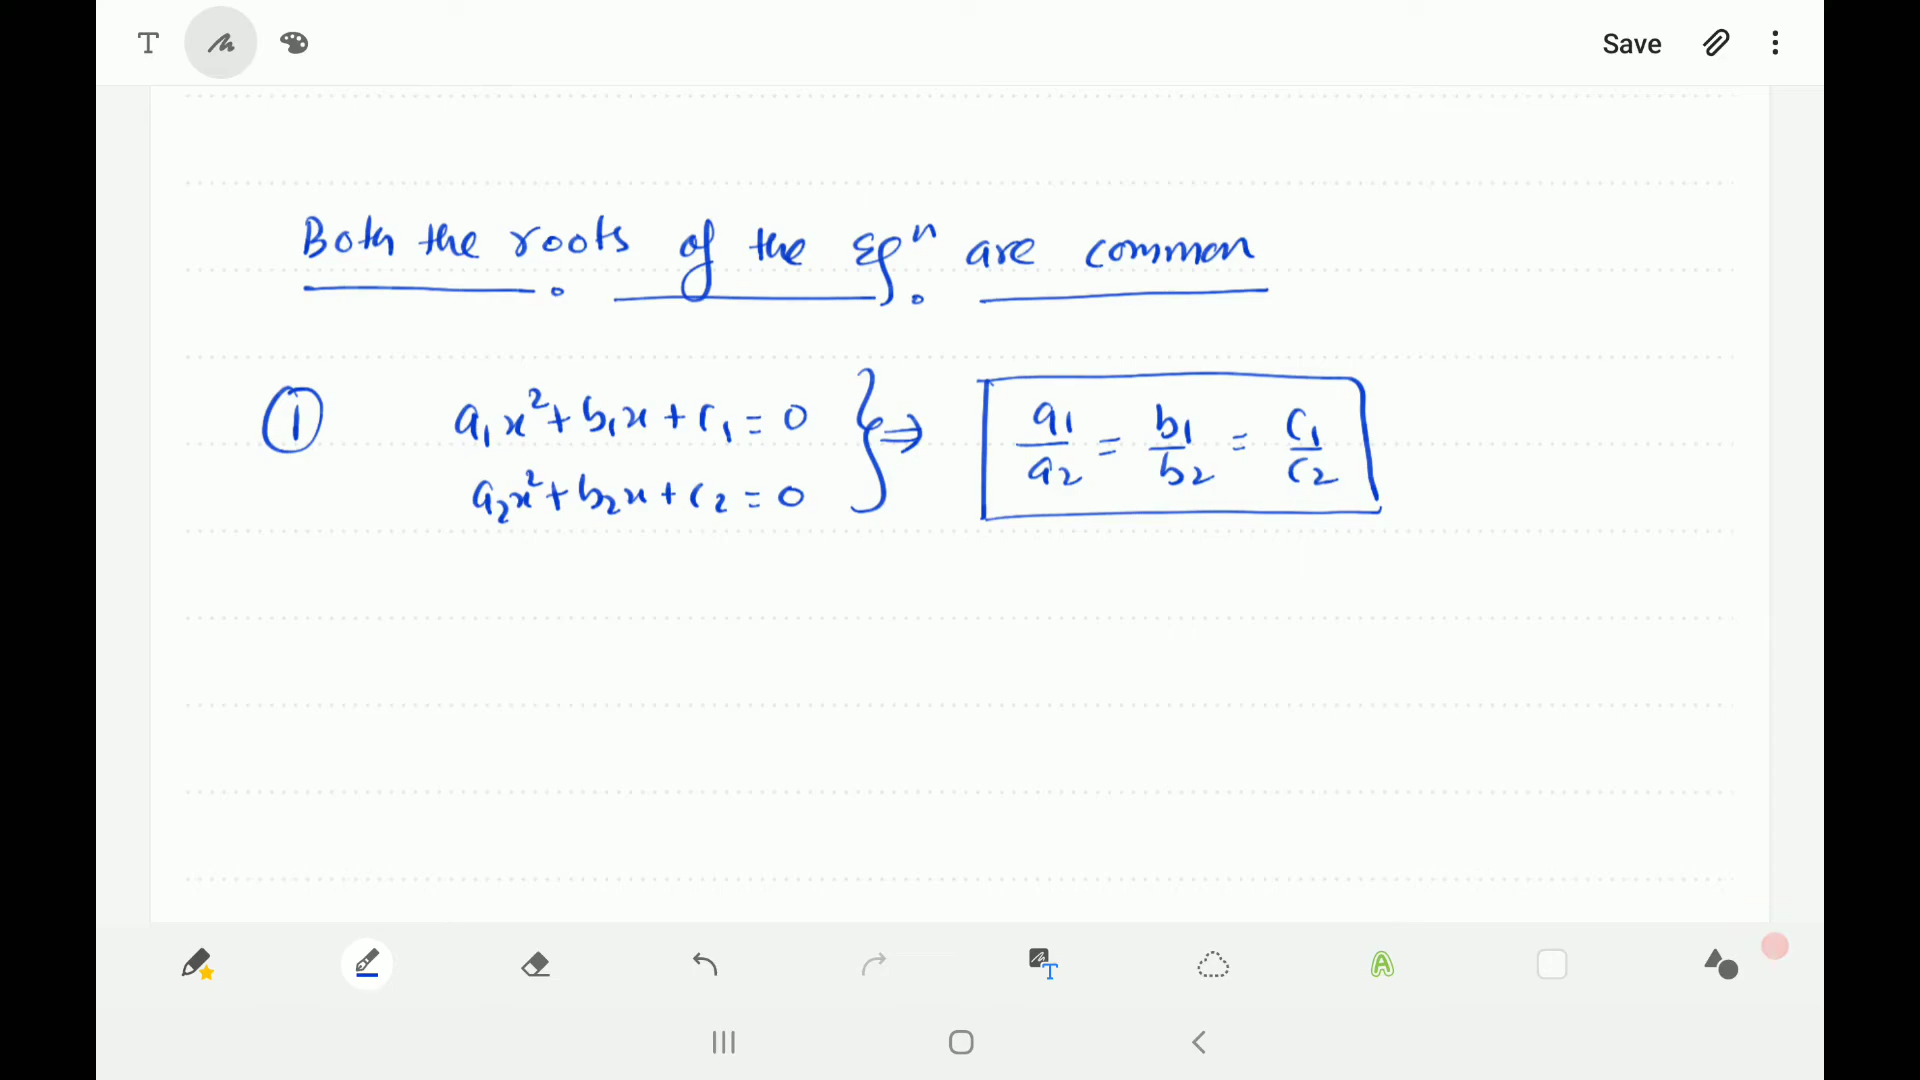 T Save
Both the roots of the Eqⁿ are common
① a₁x² + b₁x + c₁ = 0 } ⇒ a₁/a₂ = b₁/b₂ = c₁/c₂
a₂x² + b₂x + c₂ = 0
T A